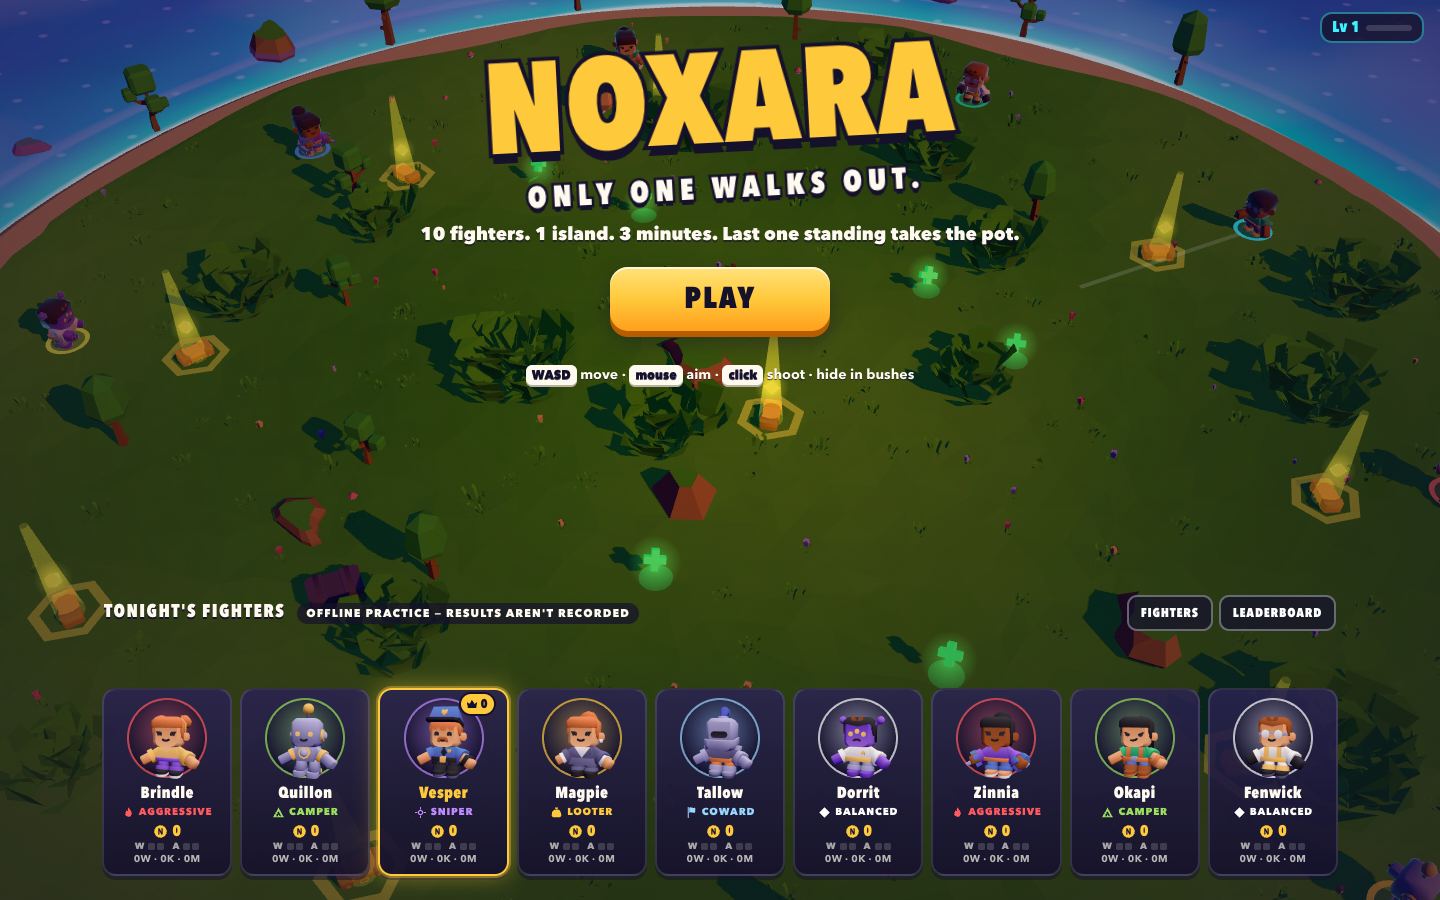 Lv 1
NOXARA
ONLY ONE WALKS OUT.
10 fighters. 1 island. 3 minutes. Last one standing takes the pot.
PLAY
WASD move · mouse aim · click shoot · hide in bushes
TONIGHT'S FIGHTERS
OFFLINE PRACTICE – RESULTS AREN'T RECORDED
FIGHTERS
LEADERBOARD
Brindle
AGGRESSIVE
N 0
W A
0W · 0K · 0M
Quillon
CAMPER
N 0
W A
0W · 0K · 0M
0
Vesper
SNIPER
N 0
W A
0W · 0K · 0M
Magpie
LOOTER
N 0
W A
0W · 0K · 0M
Tallow
COWARD
N 0
W A
0W · 0K · 0M
Dorrit
BALANCED
N 0
W A
0W · 0K · 0M
Zinnia
AGGRESSIVE
N 0
W A
0W · 0K · 0M
Okapi
CAMPER
N 0
W A
0W · 0K · 0M
Fenwick
BALANCED
N 0
W A
0W · 0K · 0M